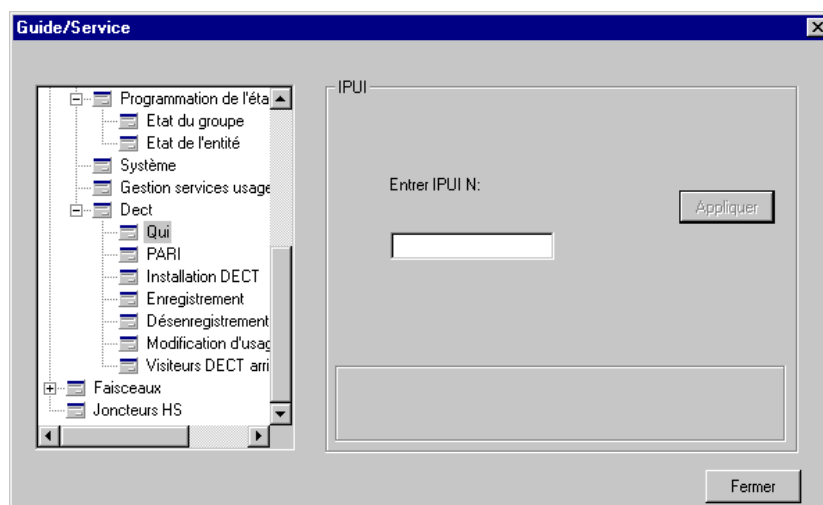 Guide/Service
Programmation de l'éta
Etat du groupe
Etat de l'entité
Système
Gestion services usage
Dect
Qui
PARI
Installation DECT
Enregistrement
Désenregistrement
Modification d'usag
Visiteurs DECT arri
Faisceaux
Joncteurs HS
IPUI
Entrer IPUI N:
Appliquer
Fermer